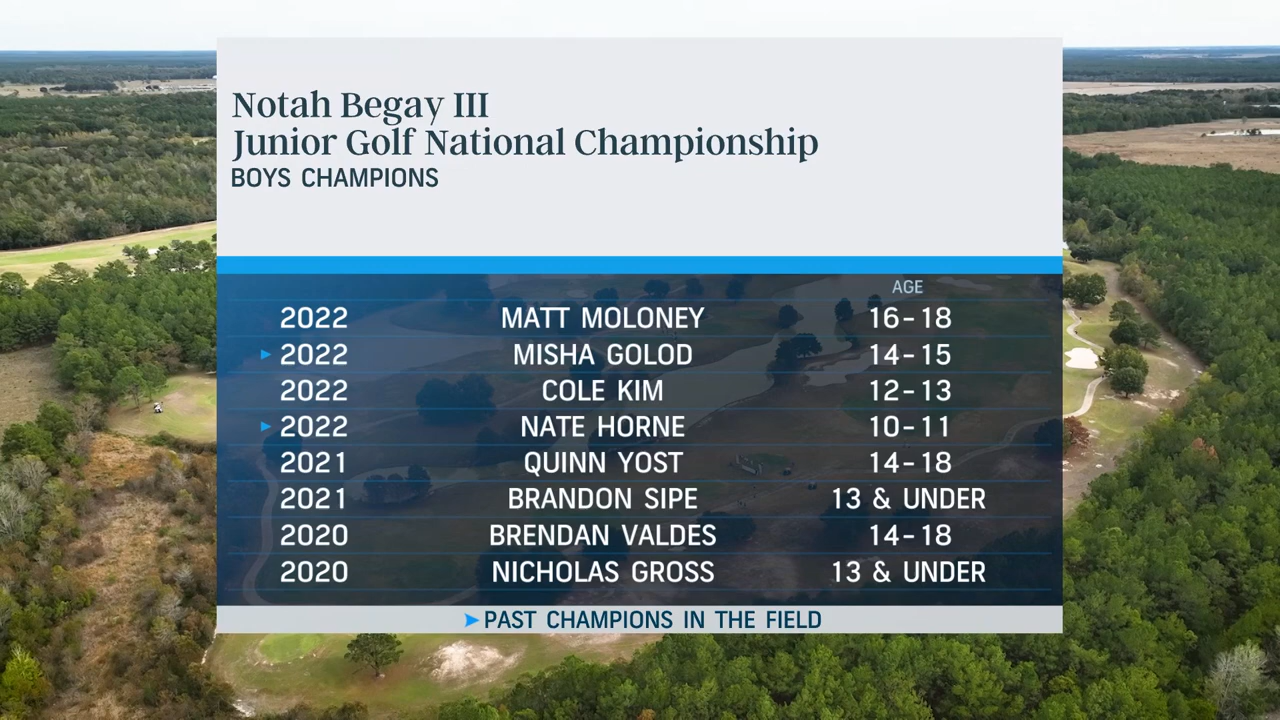 Notah Begay III
Junior Golf National Championship
BOYS CHAMPIONS
AGE
2022 MATT MOLONEY 16-18
2022 MISHA GOLOD 14-15
2022 COLE KIM 12-13
2022 NATE HORNE 10-11
2021 QUINN YOST 14-18
2021 BRANDON SIPE 13 & UNDER
2020 BRENDAN VALDES 14-18
2020 NICHOLAS GROSS 13 & UNDER
PAST CHAMPIONS IN THE FIELD